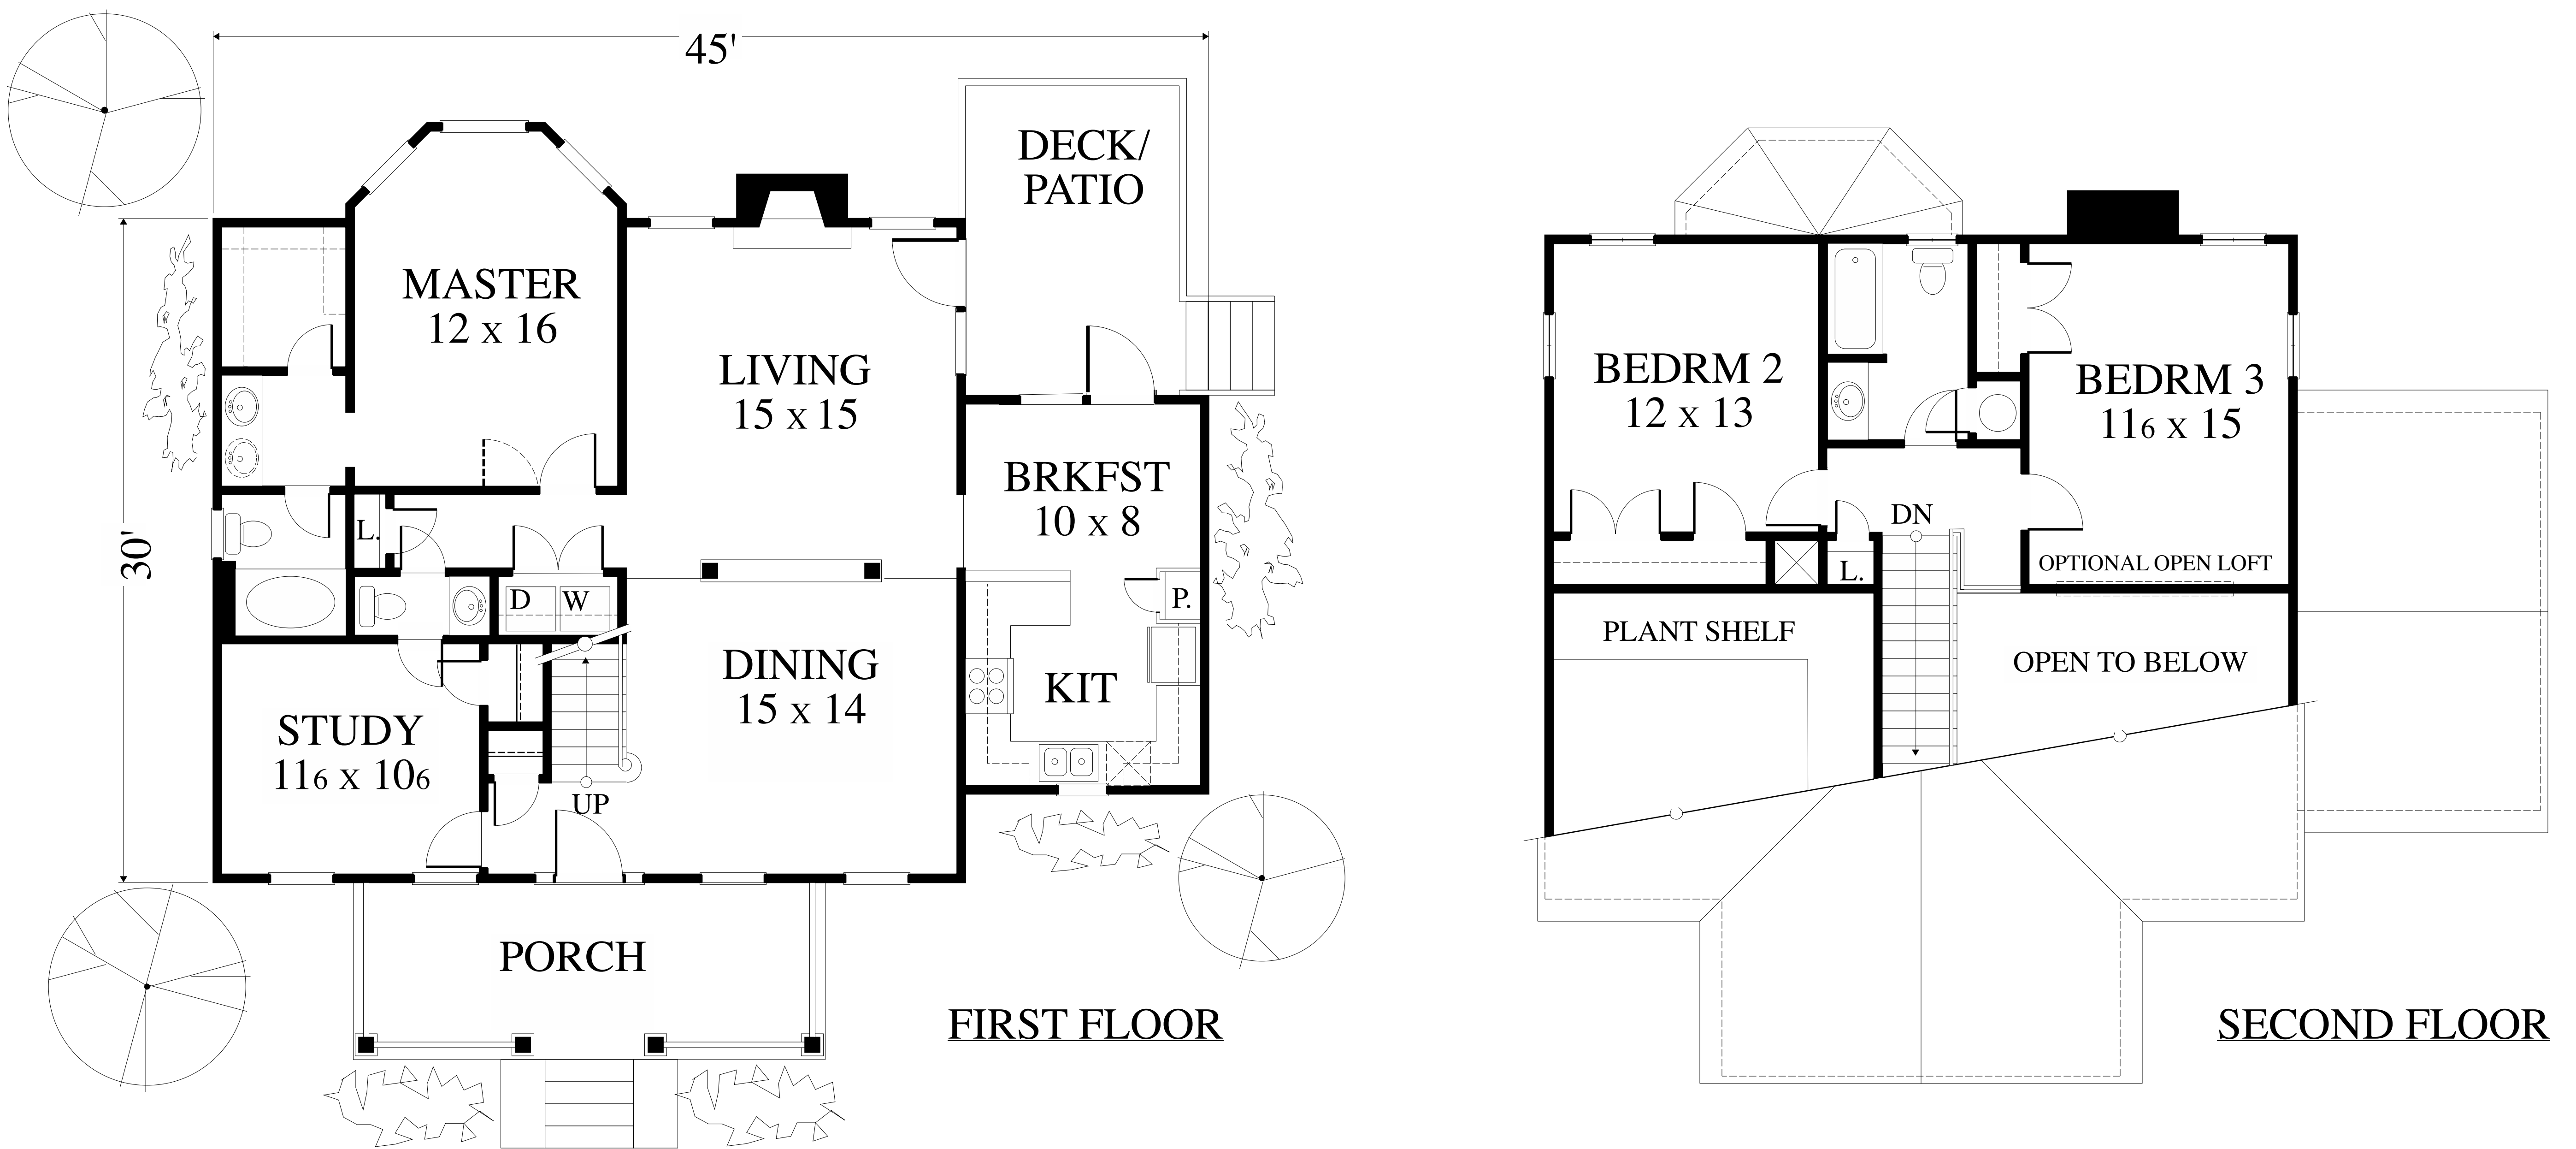 45'
DECK/
PATIO
MASTER
12 x 16
LIVING
15 x 15
BEDRM 2
12 x 13
BEDRM 3
116 x 15
BRKFST
10 x 8
30'
L.
D W
P.
DN
OPTIONAL OPEN LOFT
L.
PLANT SHELF
OPEN TO BELOW
DINING
15 x 14
KIT
STUDY
116 x 106
UP
PORCH
FIRST FLOOR
SECOND FLOOR